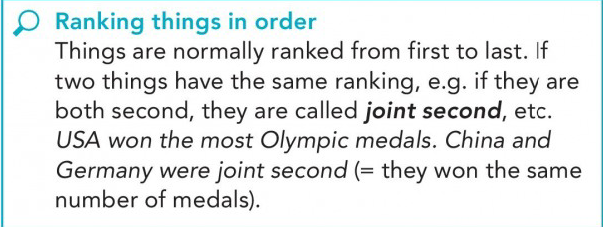 Ranking things in order
Things are normally ranked from first to last. If
two things have the same ranking, e.g. if they are
both second, they are called joint second, etc.
USA won the most Olympic medals. China and
Germany were joint second (= they won the same
number of medals).